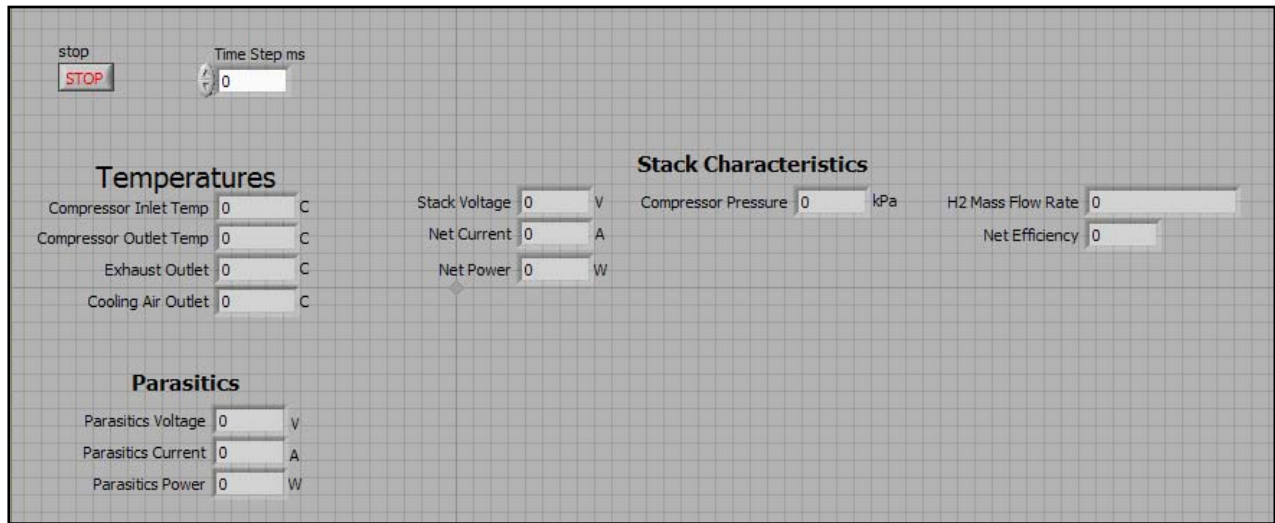 stop
STOP
Time Step ms
0
Temperatures
Compressor Inlet Temp 0 C
Compressor Outlet Temp 0 C
Exhaust Outlet 0 C
Cooling Air Outlet 0 C
Stack Characteristics
Stack Voltage 0 V
Net Current 0 A
Net Power 0 W
Compressor Pressure 0 kPa
H2 Mass Flow Rate 0
Net Efficiency 0
Parasitics
Parasitics Voltage 0 V
Parasitics Current 0 A
Parasitics Power 0 W